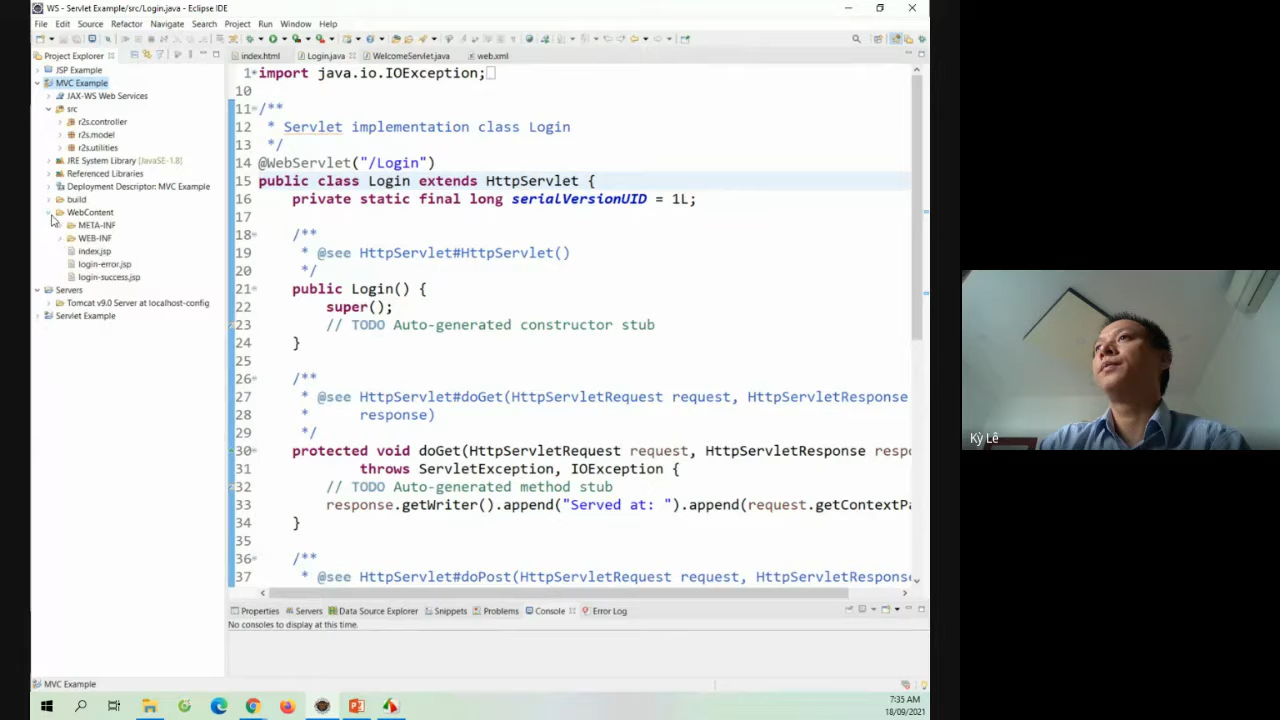 WS - Servlet Example/src/Login.java - Eclipse IDE
File Edit Source Refactor Navigate Search Project Run Window Help
Project Explorer
index.html Login.java WelcomeServlet.java web.xml
JSP Example
MVC Example
JAX-WS Web Services
src
r2s.controller
r2s.model
r2s.utilities
JRE System Library [JavaSE-1.8]
Referenced Libraries
Deployment Descriptor: MVC Example
build
WebContent
META-INF
WEB-INF
index.jsp
login-error.jsp
login-success.jsp
Servers
Tomcat v9.0 Server at localhost-config
Servlet Example
1 import java.io.IOException;
10
11 /**
12 * Servlet implementation class Login
13 */
14 @WebServlet("/Login")
15 public class Login extends HttpServlet {
16 private static final long serialVersionUID = 1L;
17
18 /**
19 * @see HttpServlet#HttpServlet()
20 */
21 public Login() {
22 super();
23 // TODO Auto-generated constructor stub
24 }
25
26 /**
27 * @see HttpServlet#doGet(HttpServletRequest request, HttpServletResponse
28 * response)
29 */
30 protected void doGet(HttpServletRequest request, HttpServletResponse respo
31 throws ServletException, IOException {
32 // TODO Auto-generated method stub
33 response.getWriter().append("Served at: ").append(request.getContextPa
34 }
35
36 /**
37 * @see HttpServlet#doPost(HttpServletRequest request, HttpServletResponse
Properties Servers Data Source Explorer Snippets Problems Console Error Log
No consoles to display at this time.
MVC Example
7:35 AM
18/09/2021
Kỳ Lê